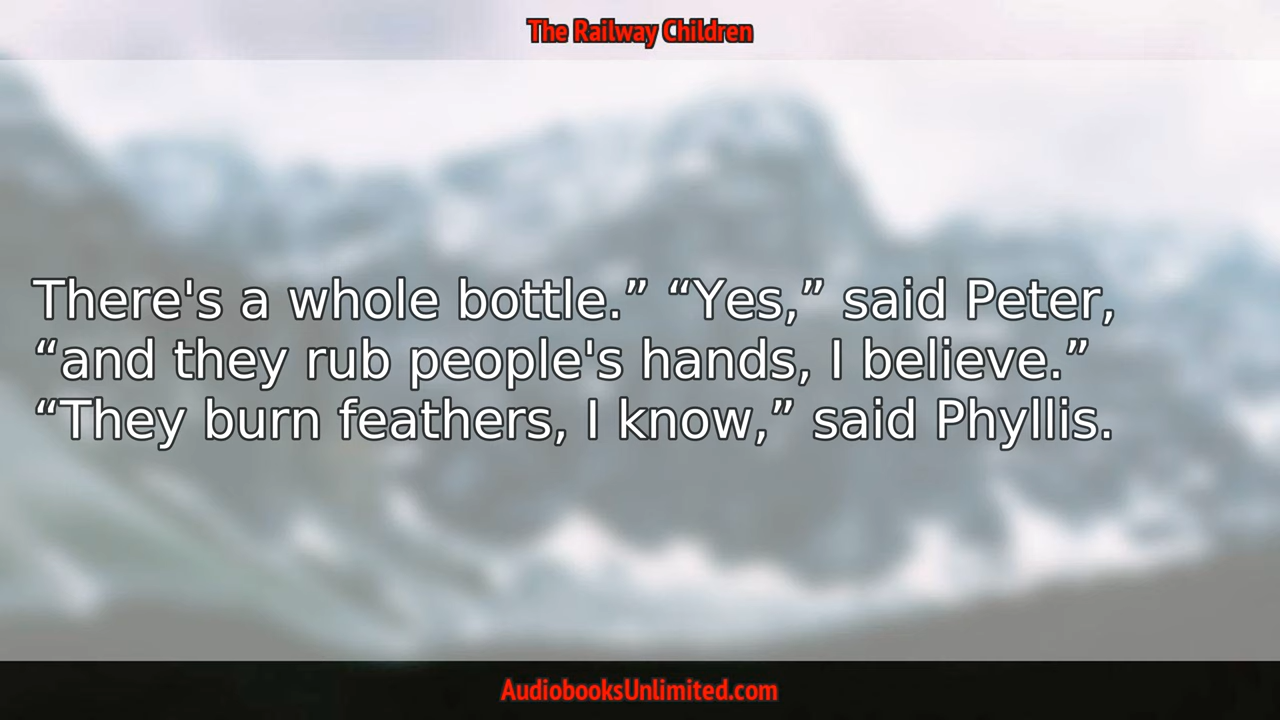 The Railway Children
There's a whole bottle.” “Yes,” said Peter,
“and they rub people's hands, I believe.”
“They burn feathers, I know,” said Phyllis.
AudiobooksUnlimited.com